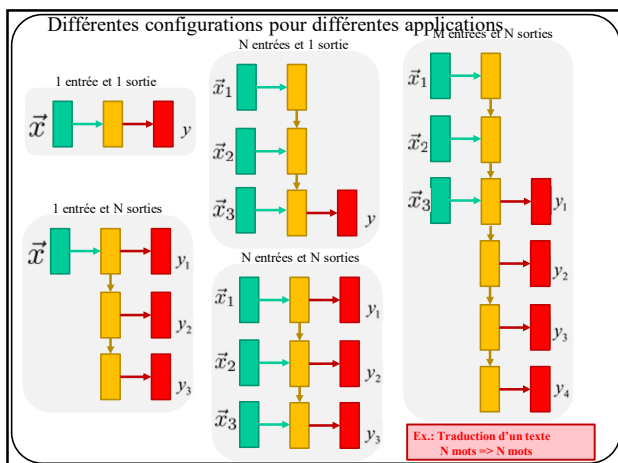 Différentes configurations pour différentes applications
N entrées et 1 sortie
M entrées et N sorties
1 entrée et 1 sortie
x⃗
y
x⃗1
x⃗2
x⃗3
y
1 entrée et N sorties
x⃗
y1
y2
y3
N entrées et N sorties
x⃗1
y1
x⃗2
y2
x⃗3
y3
x⃗1
x⃗2
x⃗3
y1
y2
y3
y4
Ex.: Traduction d'un texte
N mots => N mots